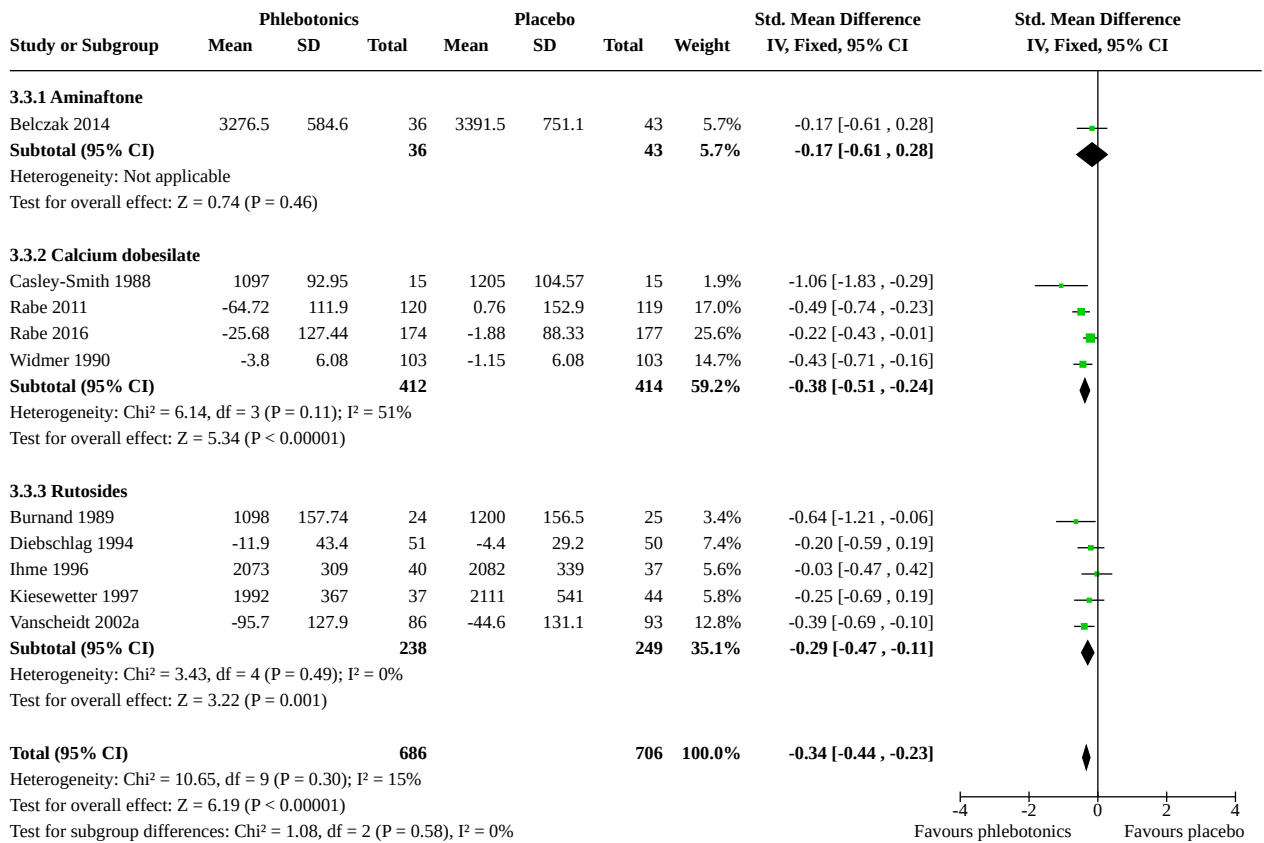 Phlebotonics Placebo Std. Mean Difference Std. Mean Difference
Study or Subgroup Mean SD Total Mean SD Total Weight IV, Fixed, 95% CI IV, Fixed, 95% CI
3.3.1 Aminaftone
Belczak 2014 3276.5 584.6 36 3391.5 751.1 43 5.7% -0.17 [-0.61 , 0.28]
Subtotal (95% CI) 36 43 5.7% -0.17 [-0.61 , 0.28]
Heterogeneity: Not applicable
Test for overall effect: Z = 0.74 (P = 0.46)
3.3.2 Calcium dobesilate
Casley-Smith 1988 1097 92.95 15 1205 104.57 15 1.9% -1.06 [-1.83 , -0.29]
Rabe 2011 -64.72 111.9 120 0.76 152.9 119 17.0% -0.49 [-0.74 , -0.23]
Rabe 2016 -25.68 127.44 174 -1.88 88.33 177 25.6% -0.22 [-0.43 , -0.01]
Widmer 1990 -3.8 6.08 103 -1.15 6.08 103 14.7% -0.43 [-0.71 , -0.16]
Subtotal (95% CI) 412 414 59.2% -0.38 [-0.51 , -0.24]
Heterogeneity: Chi² = 6.14, df = 3 (P = 0.11); I² = 51%
Test for overall effect: Z = 5.34 (P < 0.00001)
3.3.3 Rutosides
Burnand 1989 1098 157.74 24 1200 156.5 25 3.4% -0.64 [-1.21 , -0.06]
Diebschlag 1994 -11.9 43.4 51 -4.4 29.2 50 7.4% -0.20 [-0.59 , 0.19]
Ihme 1996 2073 309 40 2082 339 37 5.6% -0.03 [-0.47 , 0.42]
Kiesewetter 1997 1992 367 37 2111 541 44 5.8% -0.25 [-0.69 , 0.19]
Vanscheidt 2002a -95.7 127.9 86 -44.6 131.1 93 12.8% -0.39 [-0.69 , -0.10]
Subtotal (95% CI) 238 249 35.1% -0.29 [-0.47 , -0.11]
Heterogeneity: Chi² = 3.43, df = 4 (P = 0.49); I² = 0%
Test for overall effect: Z = 3.22 (P = 0.001)
Total (95% CI) 686 706 100.0% -0.34 [-0.44 , -0.23]
Heterogeneity: Chi² = 10.65, df = 9 (P = 0.30); I² = 15%
Test for overall effect: Z = 6.19 (P < 0.00001)
-4 -2 0 2 4
Test for subgroup differences: Chi² = 1.08, df = 2 (P = 0.58), I² = 0% Favours phlebotonics Favours placebo